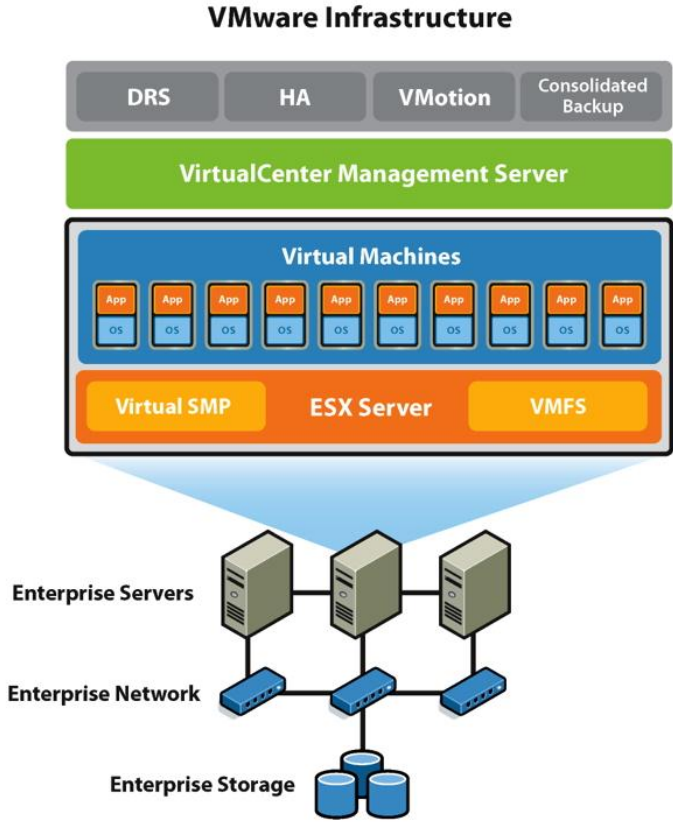 VMware Infrastructure
DRS HA VMotion Consolidated
Backup
VirtualCenter Management Server
Virtual Machines
App App App App App App App App App App
OS OS OS OS OS OS OS OS OS OS
Virtual SMP ESX Server VMFS
Enterprise Servers
Enterprise Network
Enterprise Storage